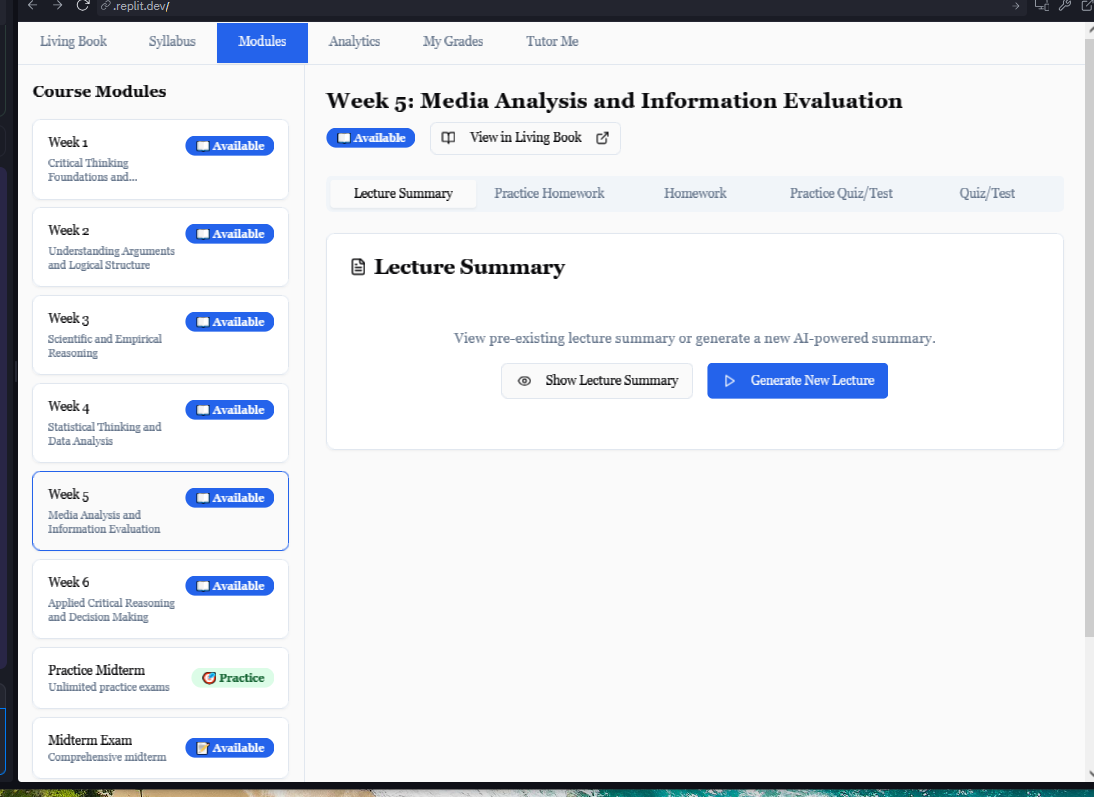 .replit.dev/
Living Book
Syllabus
Modules
Analytics
My Grades
Tutor Me
Course Modules
Week 1
Available
Critical Thinking
Foundations and...
Week 2
Available
Understanding Arguments
and Logical Structure
Week 3
Available
Scientific and Empirical
Reasoning
Week 4
Available
Statistical Thinking and
Data Analysis
Week 5
Available
Media Analysis and
Information Evaluation
Week 6
Available
Applied Critical Reasoning
and Decision Making
Practice Midterm
Practice
Unlimited practice exams
Midterm Exam
Available
Comprehensive midterm
Week 5: Media Analysis and Information Evaluation
Available
View in Living Book
Lecture Summary
Practice Homework
Homework
Practice Quiz/Test
Quiz/Test
Lecture Summary
View pre-existing lecture summary or generate a new AI-powered summary.
Show Lecture Summary
Generate New Lecture